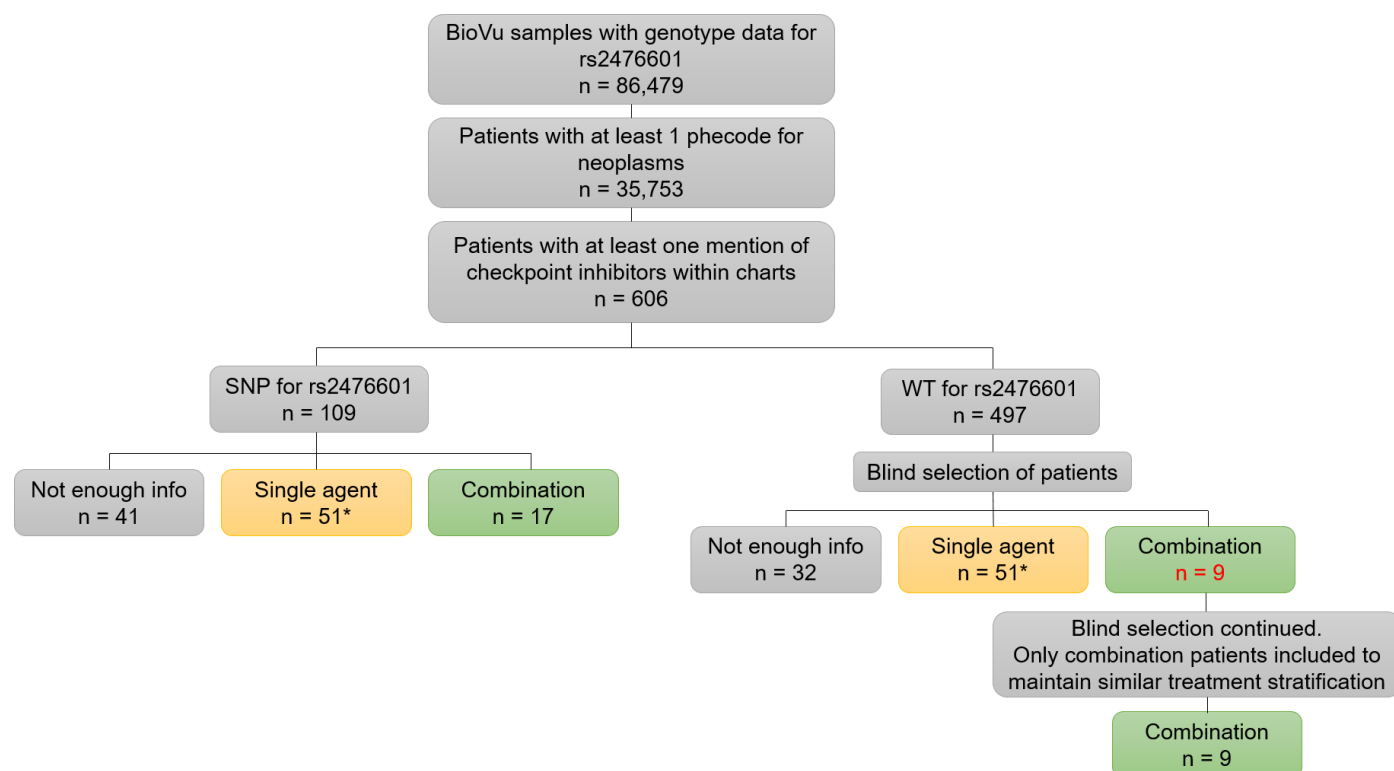 BioVu samples with genotype data for
rs2476601
n = 86,479
Patients with at least 1 phecode for
neoplasms
n = 35,753
Patients with at least one mention of
checkpoint inhibitors within charts
n = 606
SNP for rs2476601
n = 109
WT for rs2476601
n = 497
Blind selection of patients
Not enough info
n = 41
Single agent
n = 51*
Combination
n = 17
Not enough info
n = 32
Single agent
n = 51*
Combination
n = 9
Blind selection continued.
Only combination patients included to
maintain similar treatment stratification
Combination
n = 9